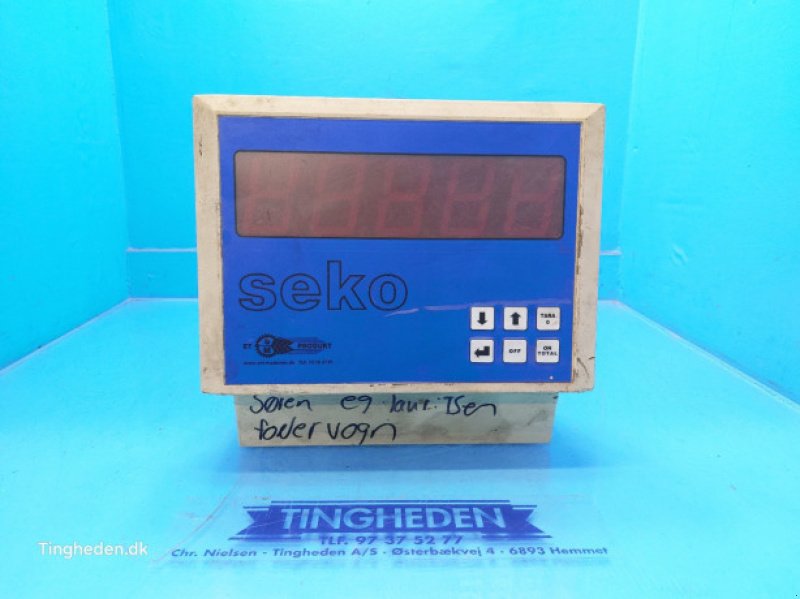 seko
TARA
0
OFF
ON
TOTAL
ET
PRODUKT
Søren eg
fodervogn
TINGHEDEN
TLF. 97 37 52 77
Chr. Nielsen - Tingheden A/S - Østerbækvej 4 - 6893 Hemmet
Tingheden.dk